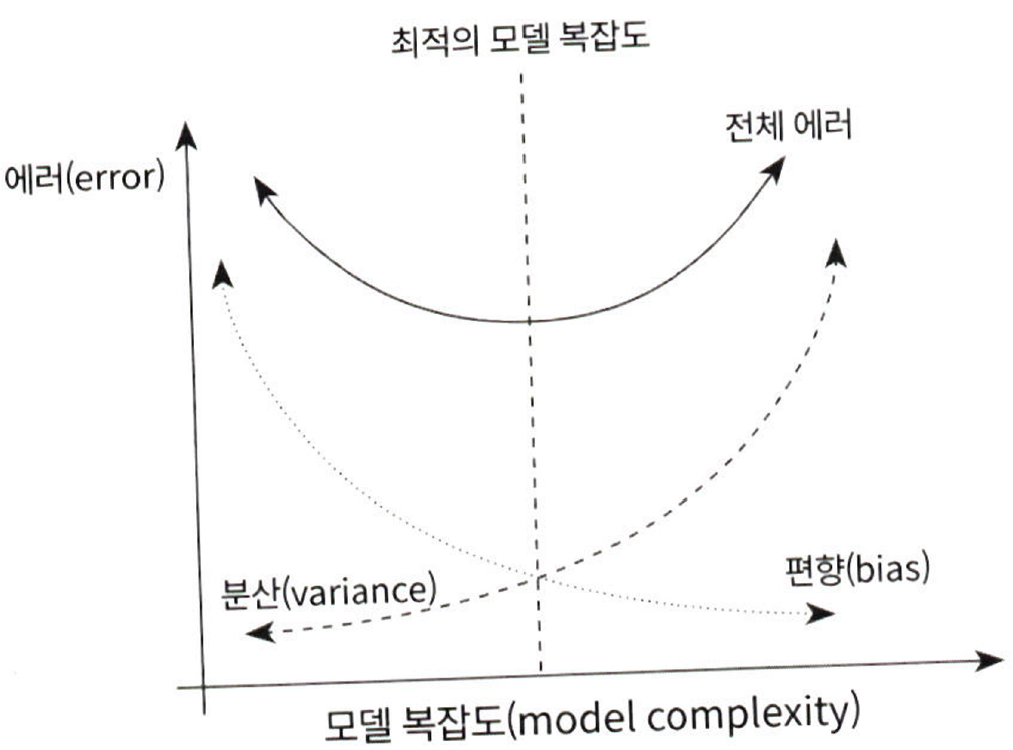 최적의 모델 복잡도
전체 에러
에러(error)
편향(bias)
분산(variance)
모델 복잡도(model complexity)